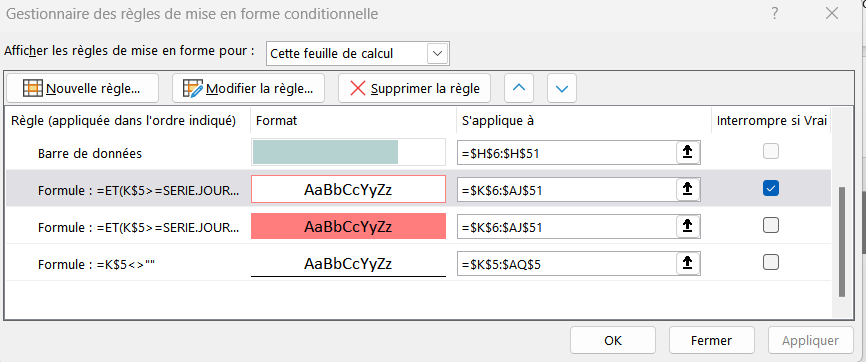 Gestionnaire des règles de mise en forme conditionnelle
Afficher les règles de mise en forme pour : Cette feuille de calcul
Nouvelle règle... Modifier la règle... Supprimer la règle
Règle (appliquée dans l'ordre indiqué) Format S'applique à Interrompre si Vrai
Barre de données =$H$6:$H$51
Formule : =ET(K$5>=SERIE.JOUR... AaBbCcYyZz =$K$6:$AJ$51
Formule : =ET(K$5>=SERIE.JOUR... AaBbCcYyZz =$K$6:$AJ$51
Formule : =K$5<>"" AaBbCcYyZz =$K$5:$AQ$5
OK Fermer Appliquer